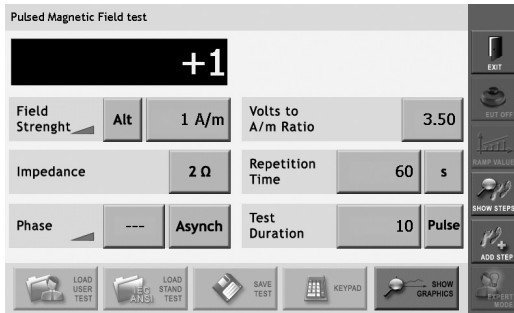 Pulsed Magnetic Field test
+1
EXIT
Field
Strenght
Alt
1 A/m
Volts to
A/m Ratio
3.50
EUT OFF
RAMP VALUE
Impedance
2 Ω
Repetition
Time
60
s
SHOW STEPS
Phase
---
Asynch
Test
Duration
10
Pulse
ADD STEP
LOAD
USER
TEST
IEC
ANSI
LOAD
STAND
TEST
SAVE
TEST
KEYPAD
SHOW
GRAPHICS
EXPERT
MODE